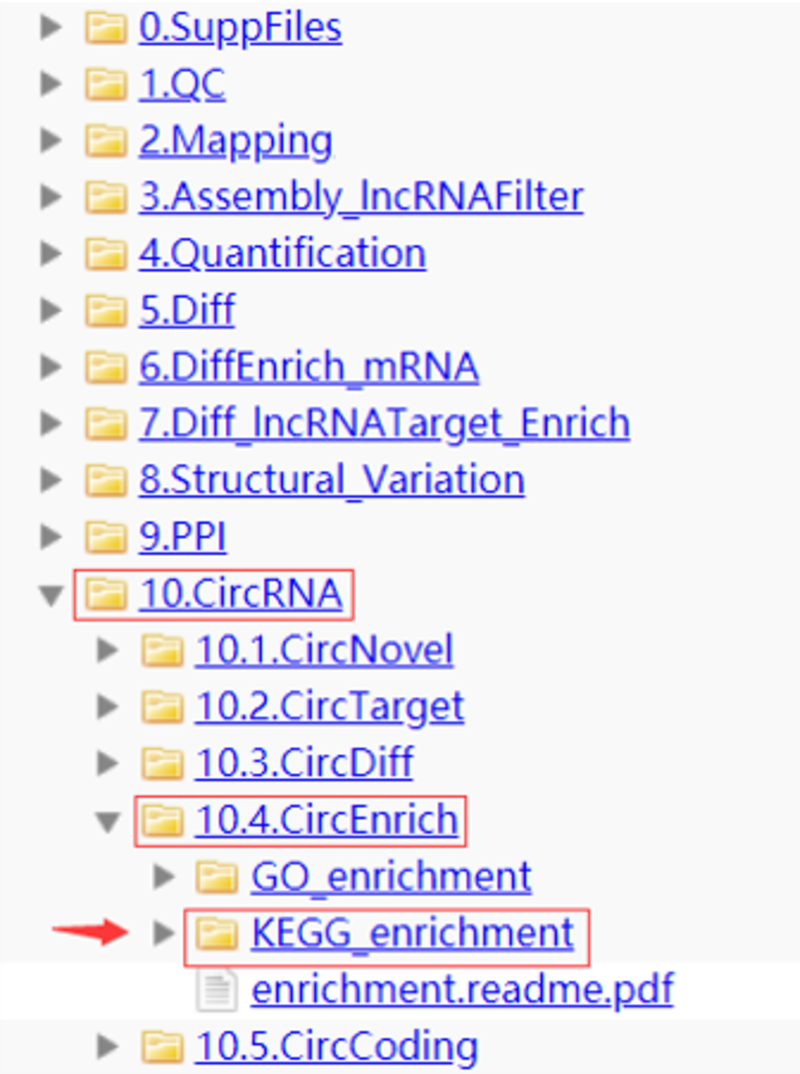 0.SuppFiles
1.QC
2.Mapping
3.Assembly_lncRNAFilter
4.Quantification
5.Diff
6.DiffEnrich_mRNA
7.Diff_lncRNATarget_Enrich
8.Structural_Variation
9.PPI
10.CircRNA
10.1.CircNovel
10.2.CircTarget
10.3.CircDiff
10.4.CircEnrich
GO_enrichment
KEGG_enrichment
enrichment.readme.pdf
10.5.CircCoding